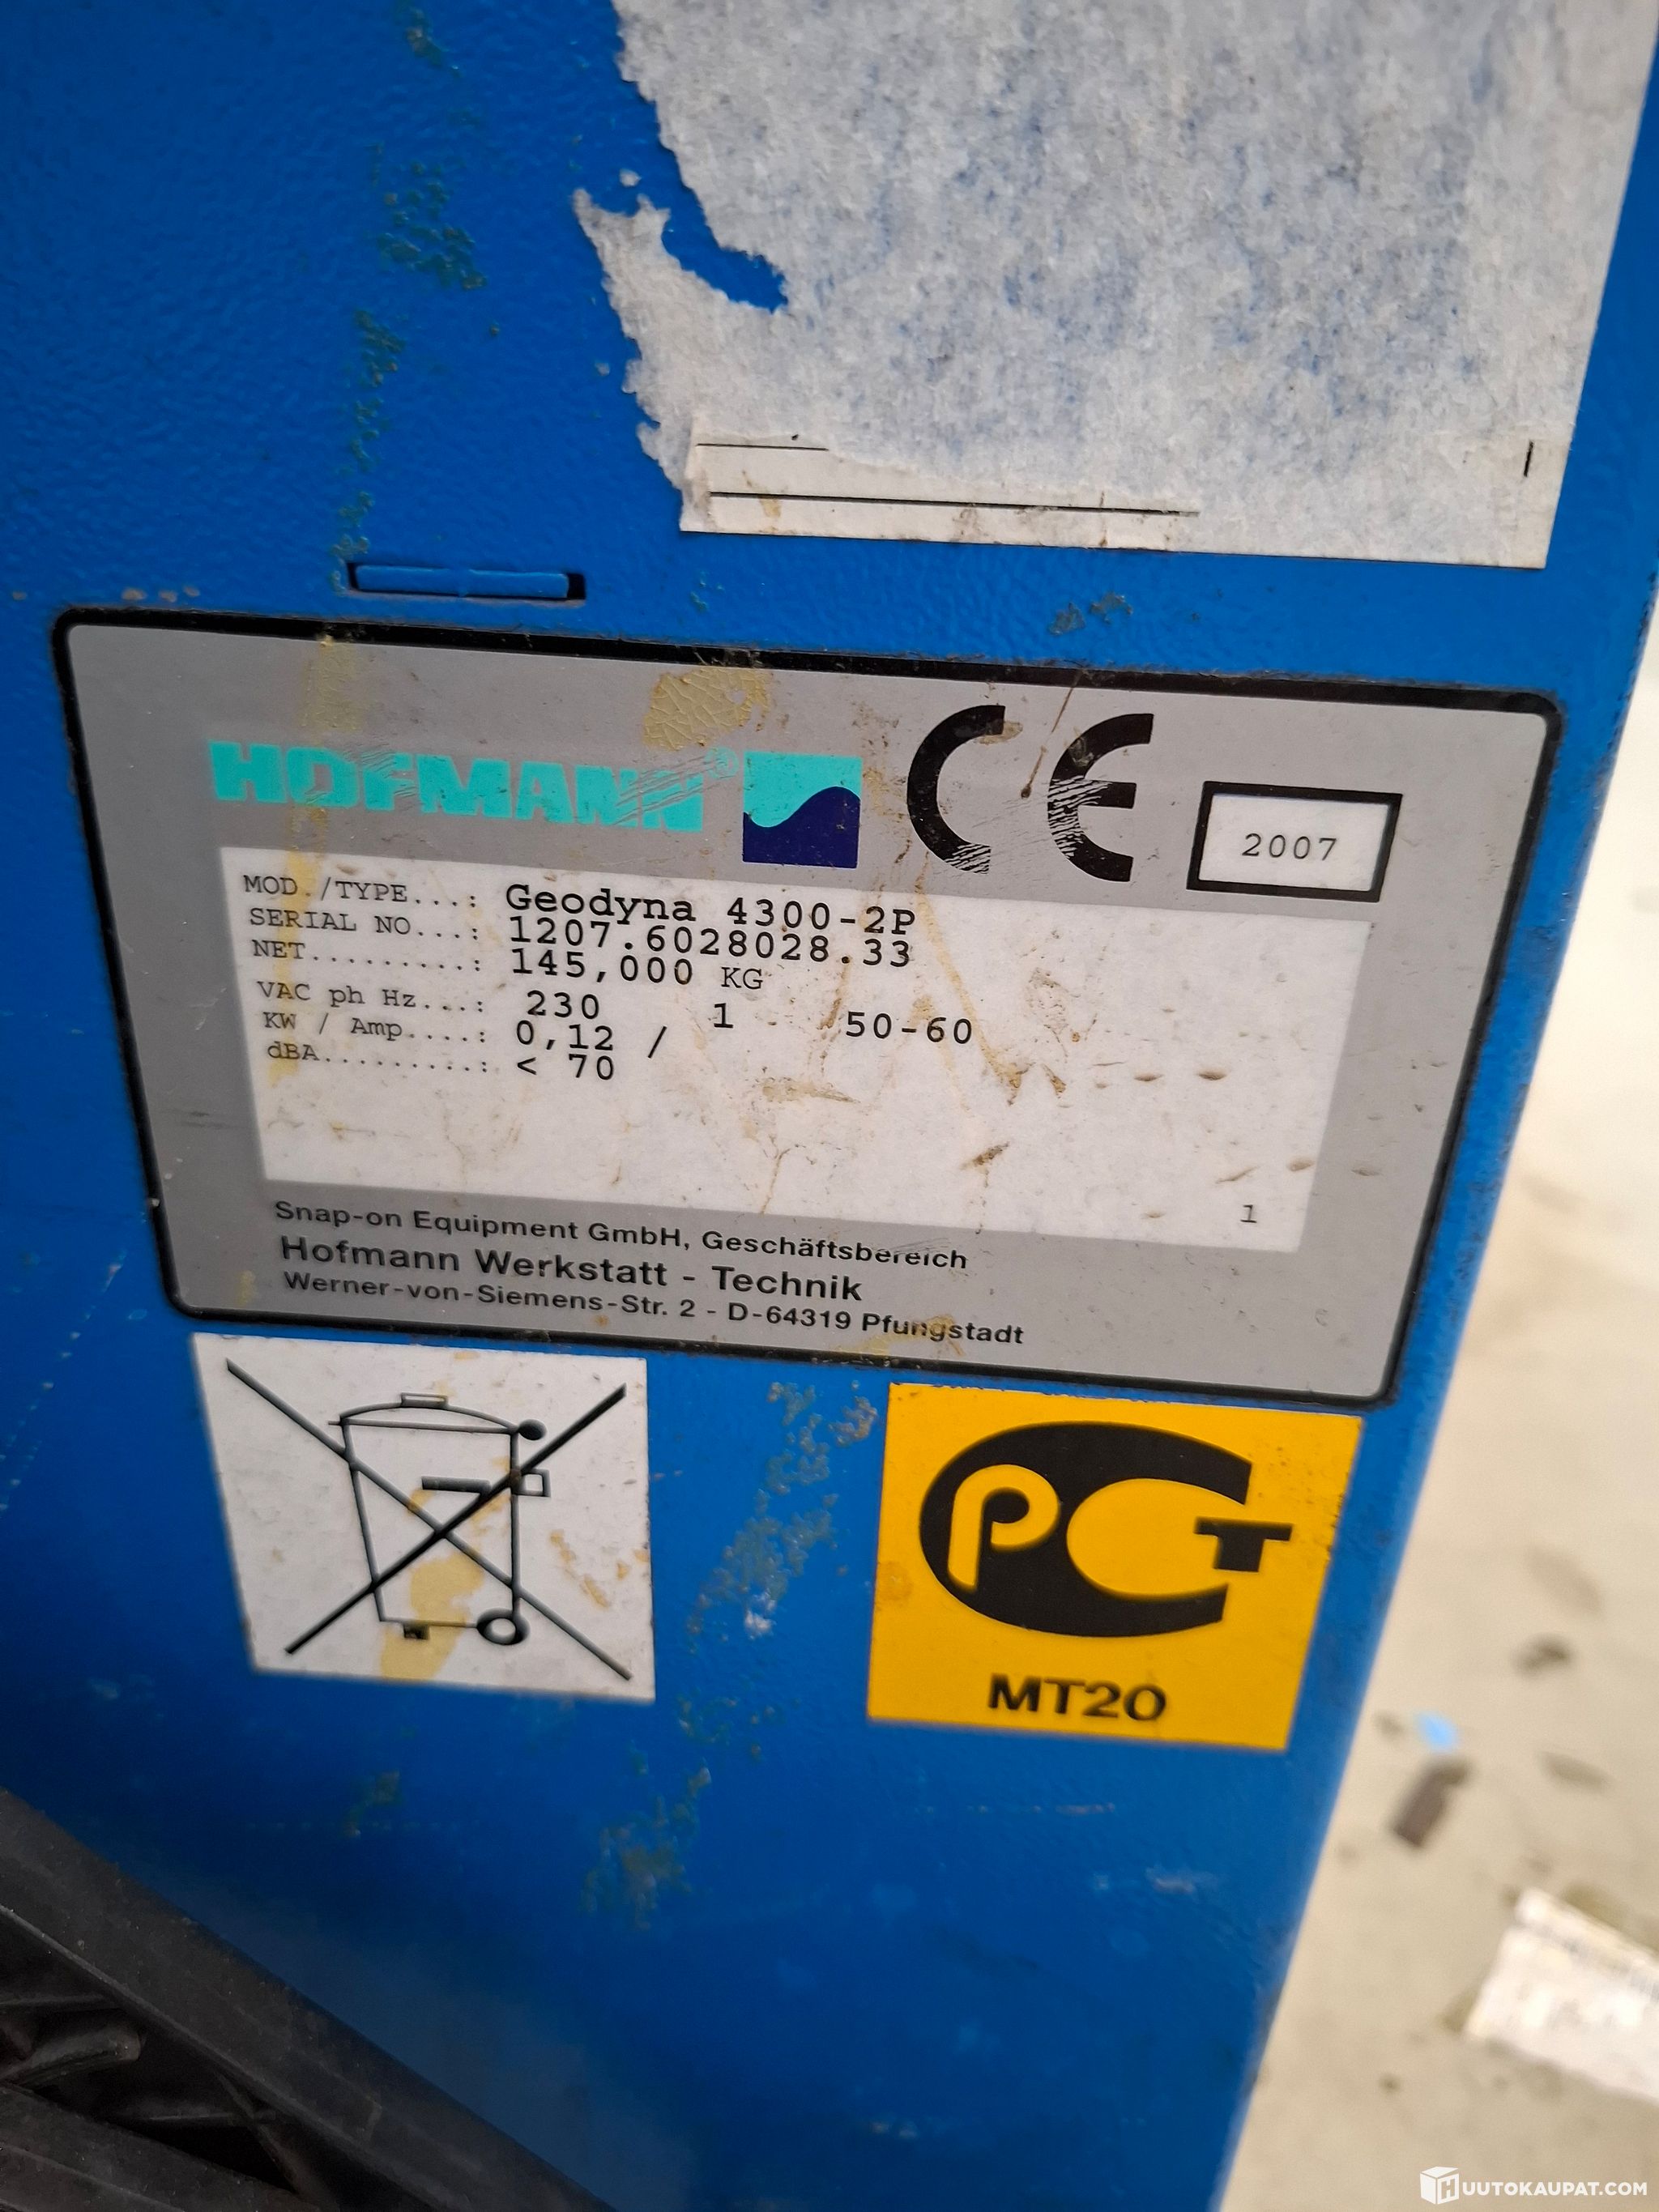 HOFMANN®
CE
2007
MOD./TYPE...: Geodyna 4300-2P
SERIAL NO...: 1207.6028028.33
NET.........: 145,000 KG
VAC ph Hz...: 230 1 50-60
KW / Amp....: 0,12 /
dBA.........: < 70
1
Snap-on Equipment GmbH, Geschäftsbereich
Hofmann Werkstatt - Technik
Werner-von-Siemens-Str. 2 - D-64319 Pfungstadt
PCT
MT20
HUUTOKAUPAT.COM